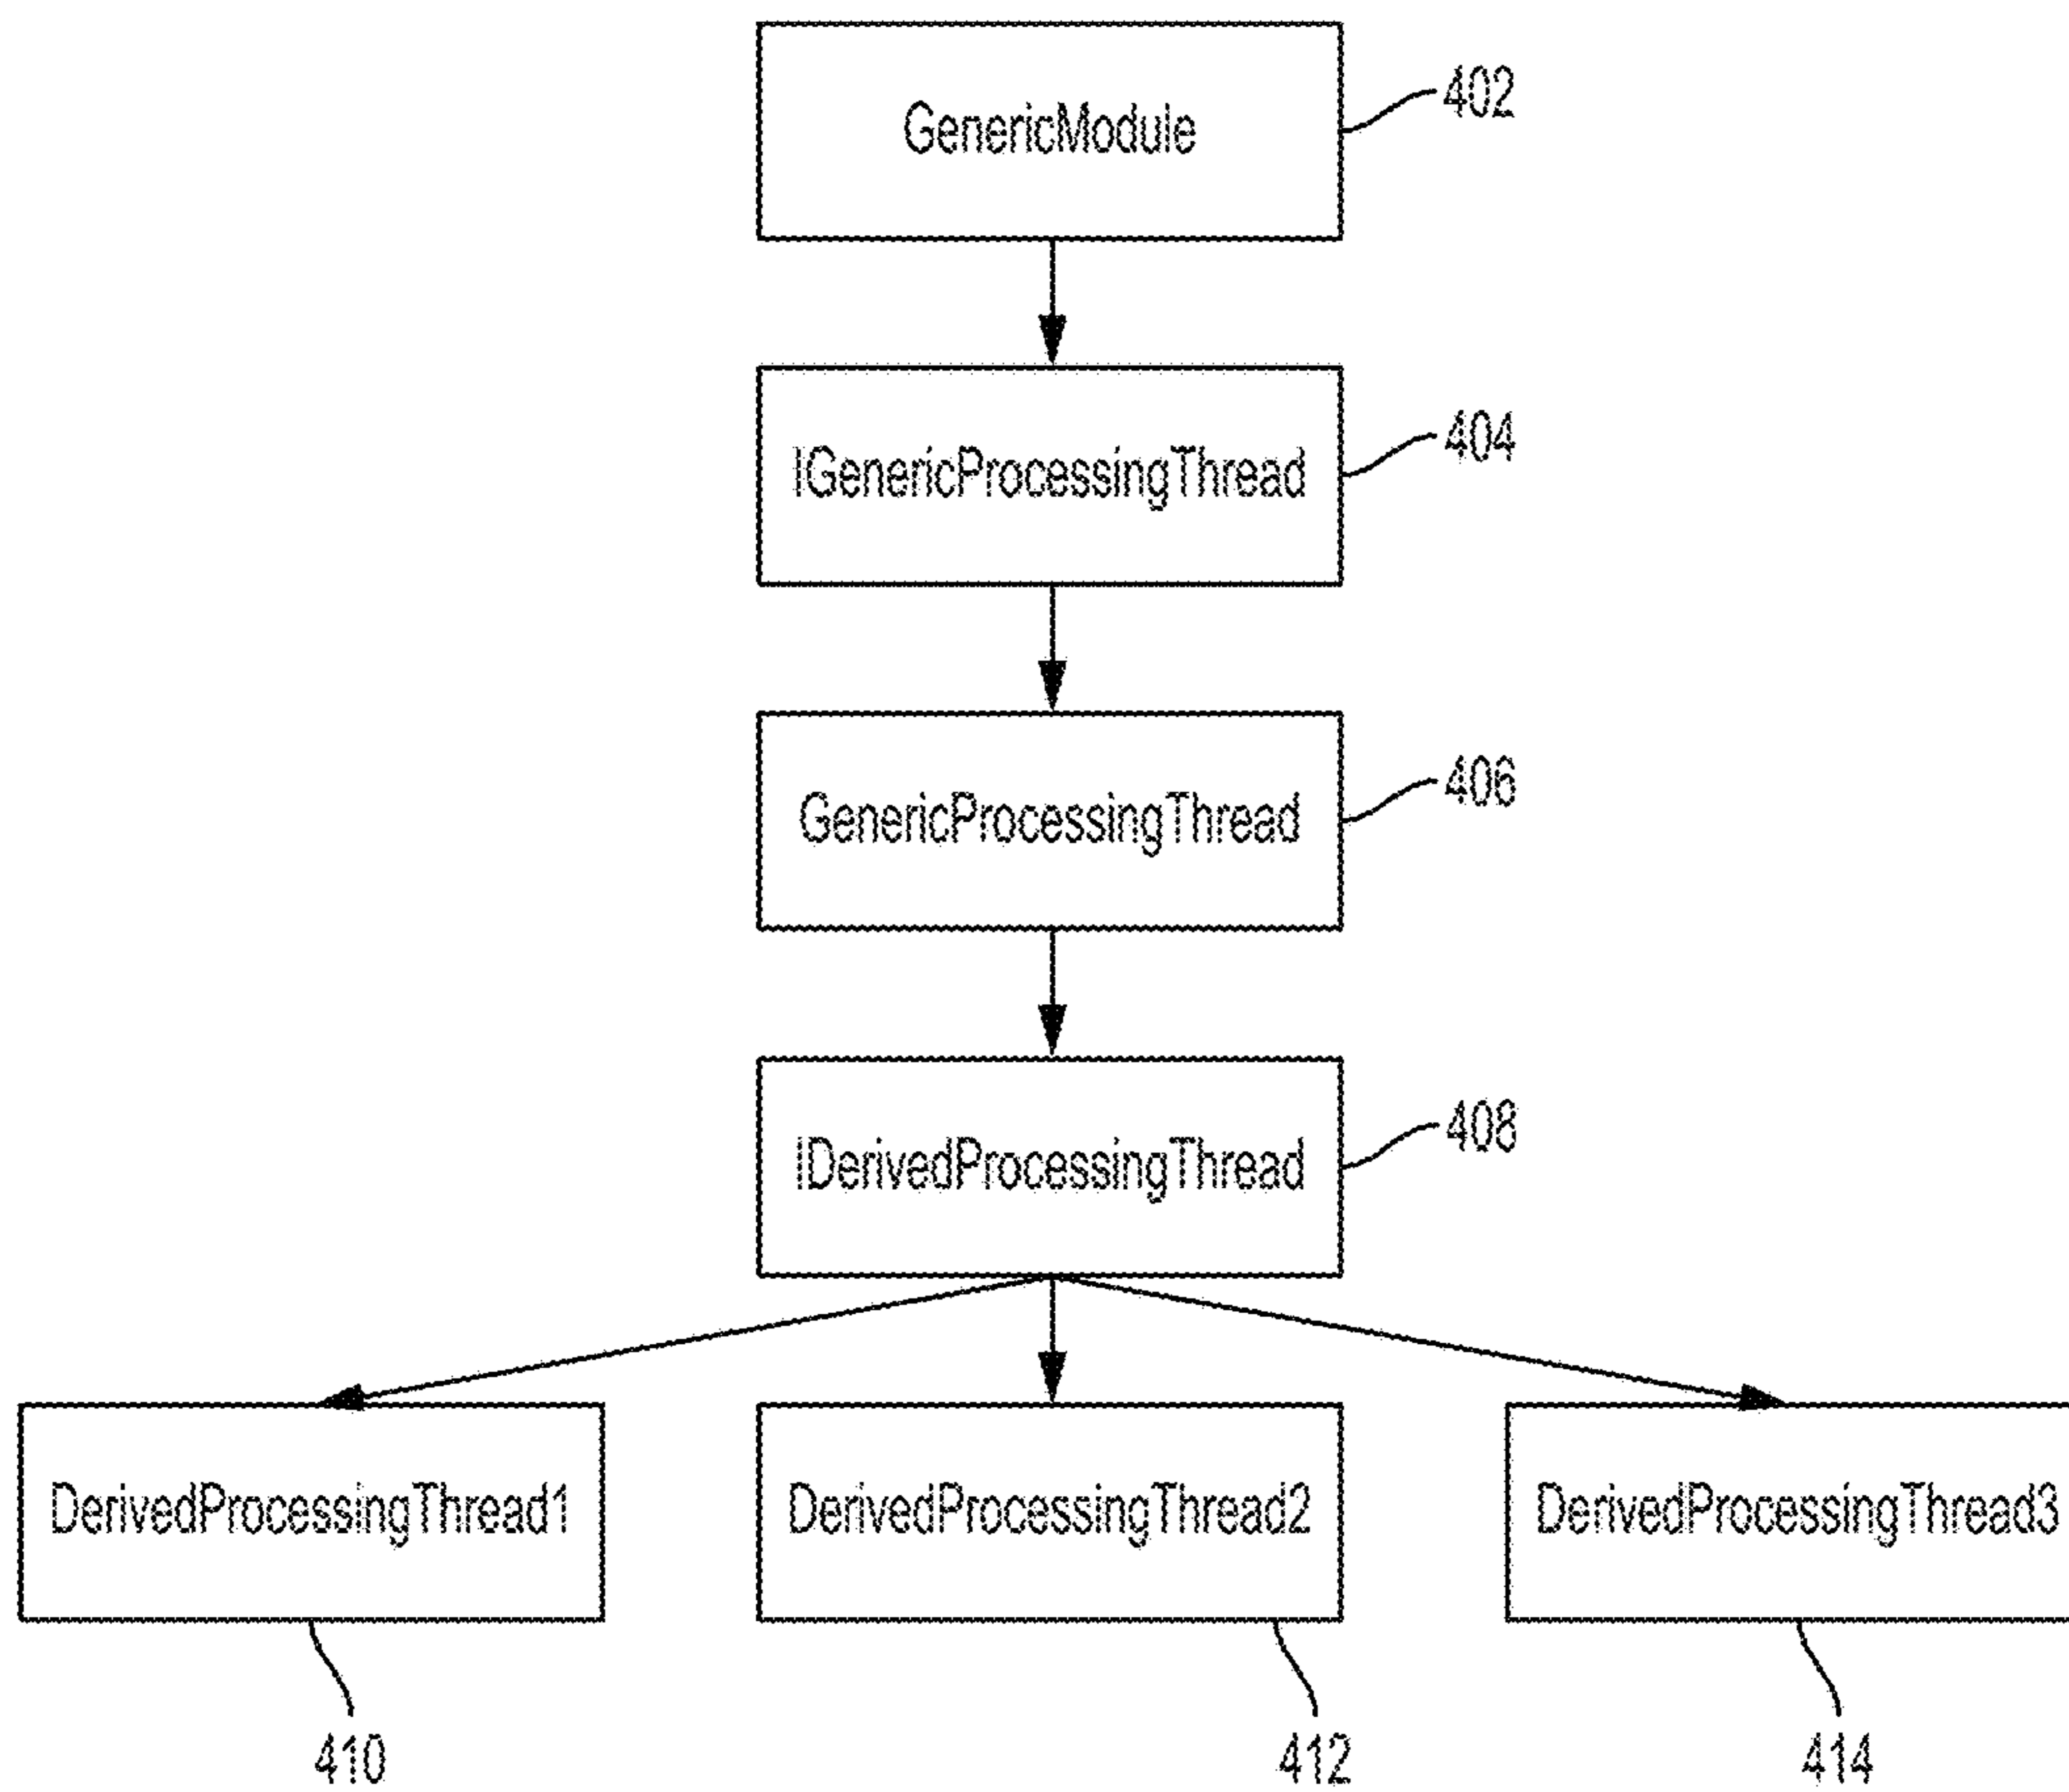 GenericModule
402
IGenericProcessingThread
404
GenericProcessingThread
406
IDerivedProcessingThread
408
DerivedProcessingThread1
DerivedProcessingThread2
DerivedProcessingThread3
410
412
414